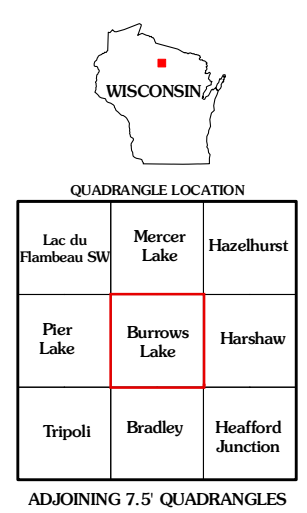 WISCONSIN
QUADRANGLE LOCATION
Lac du
Flambeau SW
Mercer
Lake
Hazelhurst
Pier
Lake
Burrows
Lake
Harshaw
Tripoli
Bradley
Heafford
Junction
ADJOINING 7.5' QUADRANGLES